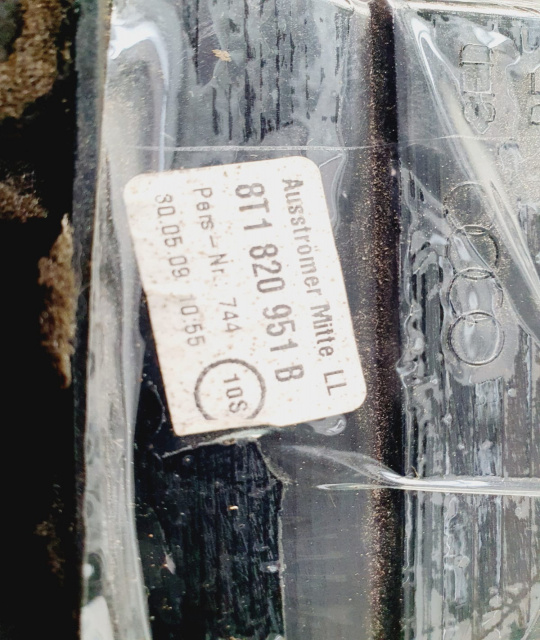 Ausströmer Mitte LL
8T1 820 951 B
Pers-Nr. 744
30.05.09 10:55
10S